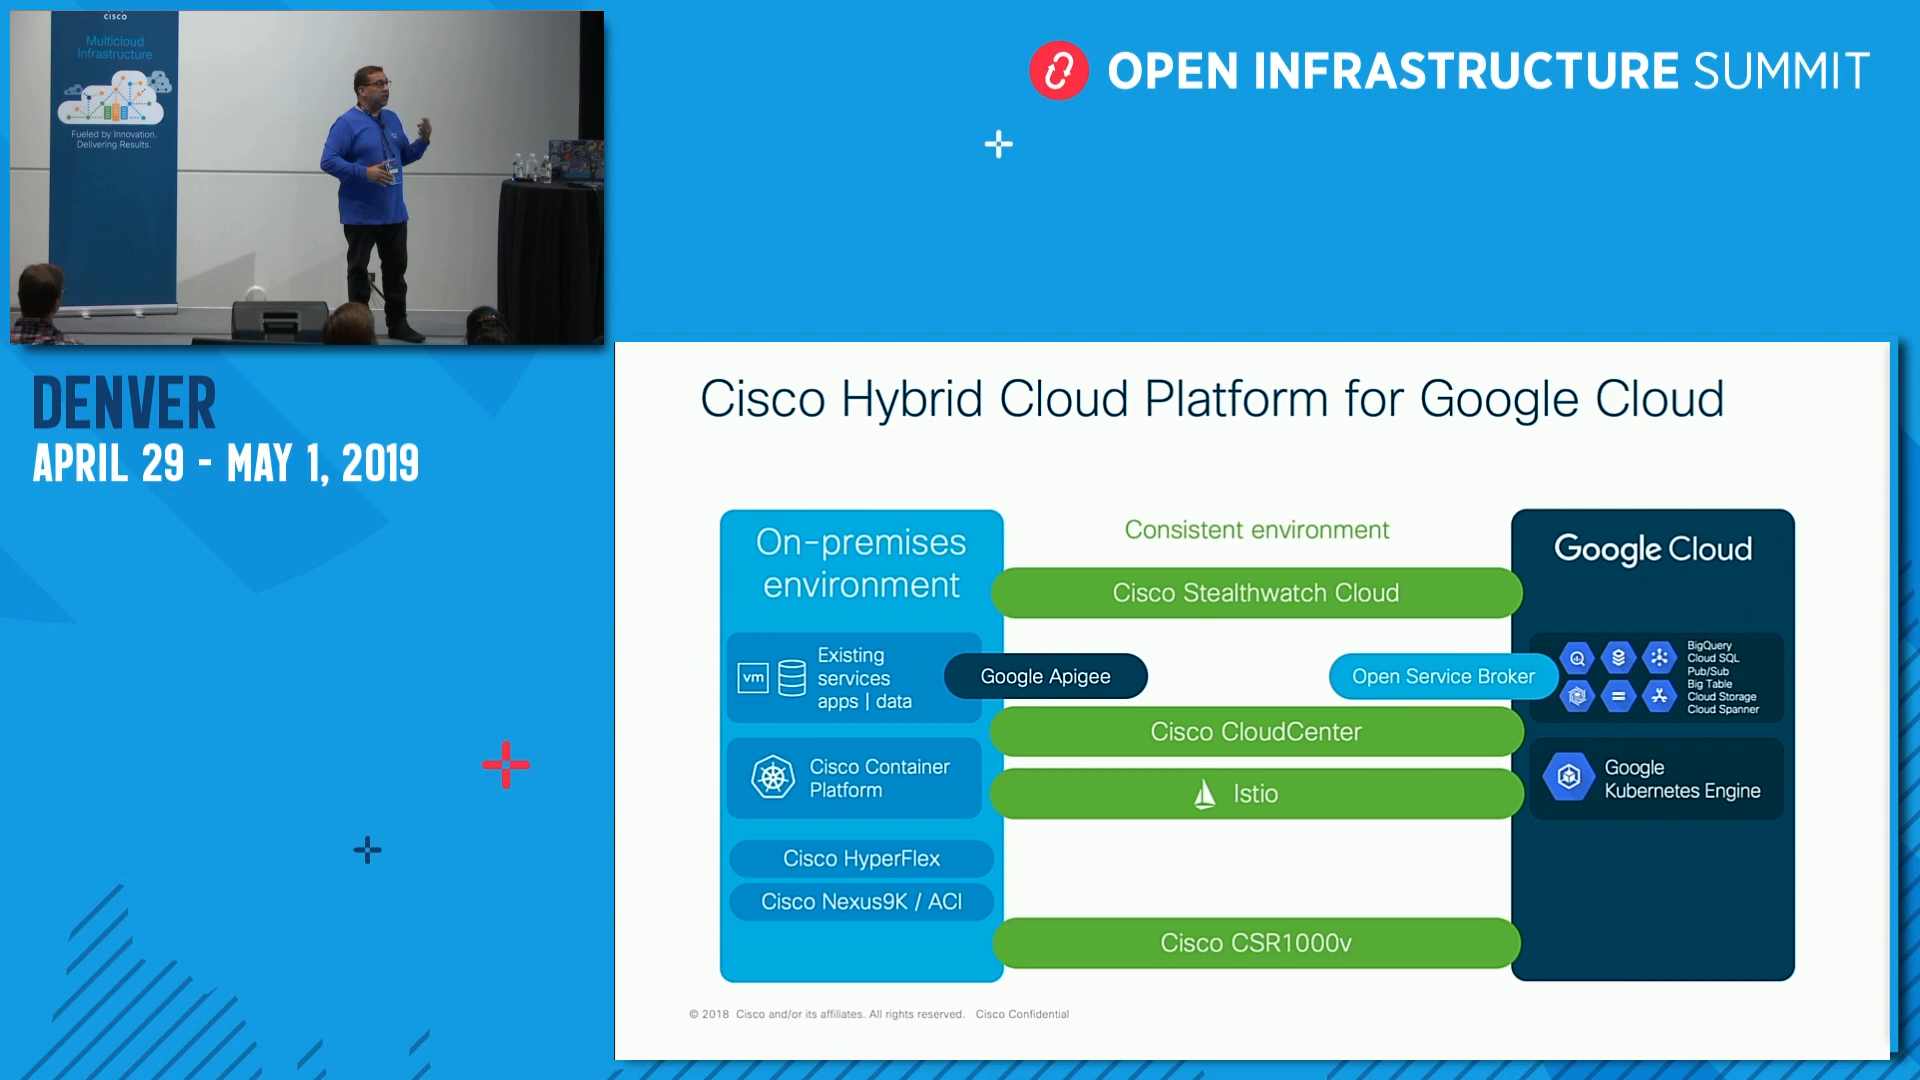 CISCO
Multicloud
Infrastructure
Fueled by Innovation.
Delivering Results.
OPEN INFRASTRUCTURE SUMMIT
DENVER
APRIL 29 - MAY 1, 2019
Cisco Hybrid Cloud Platform for Google Cloud
On-premises
environment
Consistent environment
Google Cloud
Cisco Stealthwatch Cloud
vm
Existing
services
apps | data
Google Apigee
Open Service Broker
BigQuery
Cloud SQL
Pub/Sub
Big Table
Cloud Storage
Cloud Spanner
Cisco CloudCenter
Cisco Container
Platform
Istio
Google
Kubernetes Engine
Cisco HyperFlex
Cisco Nexus9K / ACI
Cisco CSR1000v
© 2018 Cisco and/or its affiliates. All rights reserved. Cisco Confidential